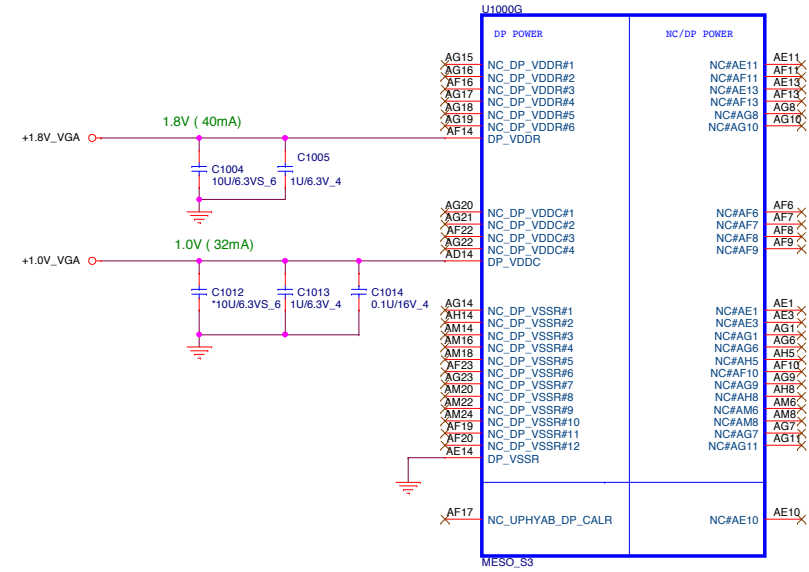 U1000G
DP POWER
NC/DP POWER
AG15 NC_DP_VDDR#1
AG16 NC_DP_VDDR#2
AF16 NC_DP_VDDR#3
AG17 NC_DP_VDDR#4
AG18 NC_DP_VDDR#5
AG19 NC_DP_VDDR#6
AF14 DP_VDDR
NC#AE11 AE11
NC#AF11 AF11
NC#AE13 AE13
NC#AF13 AF13
NC#AG8 AG8
NC#AG10 AG10
1.8V ( 40mA)
+1.8V_VGA
C1004
10U/6.3VS_6
C1005
1U/6.3V_4
AG20 NC_DP_VDDC#1
AG21 NC_DP_VDDC#2
AF22 NC_DP_VDDC#3
AG22 NC_DP_VDDC#4
AD14 DP_VDDC
NC#AF6 AF6
NC#AF7 AF7
NC#AF8 AF8
NC#AF9 AF9
1.0V ( 32mA)
+1.0V_VGA
C1012
*10U/6.3VS_6
C1013
1U/6.3V_4
C1014
0.1U/16V_4
AG14 NC_DP_VSSR#1
AH14 NC_DP_VSSR#2
AM14 NC_DP_VSSR#3
AM16 NC_DP_VSSR#4
AM18 NC_DP_VSSR#5
AF23 NC_DP_VSSR#6
AG23 NC_DP_VSSR#7
AM20 NC_DP_VSSR#8
AM22 NC_DP_VSSR#9
AM24 NC_DP_VSSR#10
AF19 NC_DP_VSSR#11
AF20 NC_DP_VSSR#12
AE14 DP_VSSR
NC#AE1 AE1
NC#AE3 AE3
NC#AG1 AG1
NC#AG6 AG6
NC#AH5 AH5
NC#AF10 AF10
NC#AG9 AG9
NC#AH8 AH8
NC#AM6 AM6
NC#AM8 AM8
NC#AG7 AG7
NC#AG11 AG11
AF17 NC_UPHYAB_DP_CALR
NC#AE10 AE10
MESO_S3